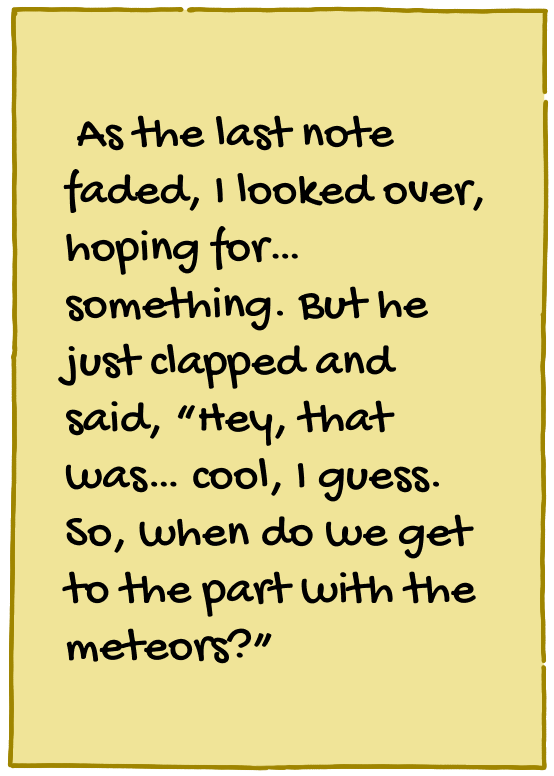 As the last note
faded, I looked over,
hoping for...
something. But he
just clapped and
said, “Hey, that
was... cool, I guess.
So, when do we get
to the part with the
meteors?”